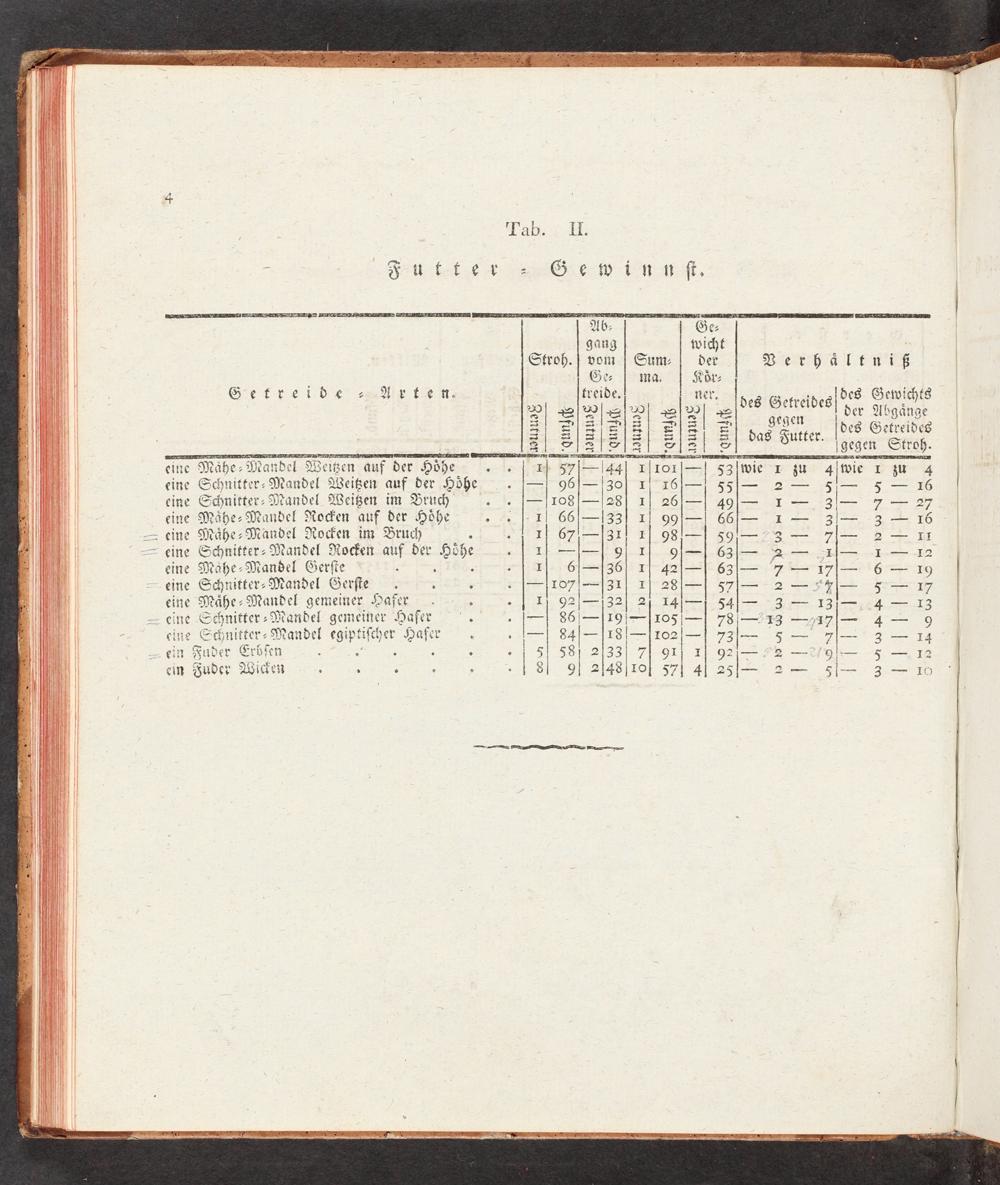 4
Tab. II.
Futter = Gewinnst.
Getreide = Arten. | Stroh. | Ab= gang vom Ge= treide. | Sum= ma. | Ge= wicht der Kör= ner. | Verhältniß
des Getreides gegen das Futter. | des Gewichts der Abgänge des Getreides gegen Stroh.
Zentner | Pfund. | Zentner | Pfund. | Zentner | Pfund. | Zentner | Pfund.
eine Mähe=Mandel Weitzen auf der Höhe . . 1 57 — 44 1 101 — 53 wie 1 zu 4 wie 1 zu 4
eine Schnitter=Mandel Weitzen auf der Höhe . — 96 — 30 1 16 — 55 — 2 — 5 — 5 — 16
eine Schnitter=Mandel Weitzen im Bruch . — 108 — 28 1 26 — 49 — 1 — 3 — 7 — 27
eine Mähe=Mandel Rocken auf der Höhe . . 1 66 — 33 1 99 — 66 — 1 — 3 — 3 — 16
eine Mähe=Mandel Rocken im Bruch . . 1 67 — 31 1 98 — 59 — 3 — 7 — 2 — 11
eine Schnitter=Mandel Rocken auf der Höhe . 1 — — 9 1 9 — 63 — 2 — 1 — 1 — 12
eine Mähe=Mandel Gerste . . . . 1 6 — 36 1 42 — 63 — 7 — 17 — 6 — 19
eine Schnitter=Mandel Gerste . . . . — 107 — 31 1 28 — 57 — 2 — — 5 — 17
eine Mähe=Mandel gemeiner Hafer . . . 1 92 — 32 2 14 — 54 — 3 — 13 — 4 — 13
eine Schnitter=Mandel gemeiner Hafer . . — 86 — 19 — 105 — 78 — 13 — 17 — 4 — 9
eine Schnitter=Mandel egiptischer Hafer . . — 84 — 18 — 102 — 73 — 5 — 7 — 3 — 14
ein Fuder Erbsen . . . . . . 5 58 2 33 7 91 1 92 — 2 — 9 — 5 — 12
ein Fuder Wicken . . . . . . 8 9 2 48 10 57 4 25 — 2 — 5 — 3 — 10